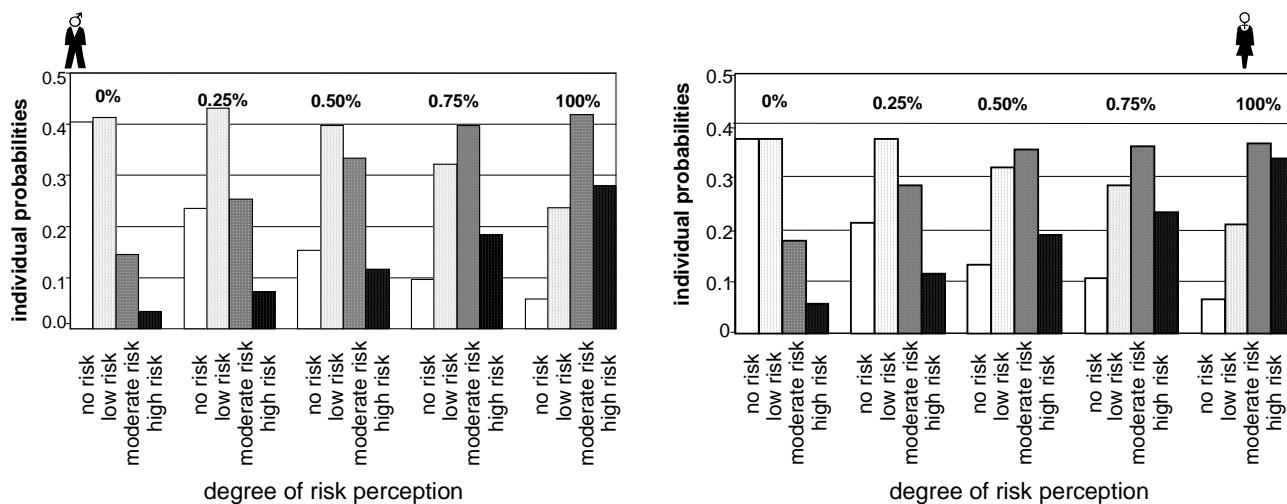 0.5
0% 0.25% 0.50% 0.75% 100%
0.4
0.3
0.2
0.1
0.0
individual probabilities
no risk
low risk
moderate risk
high risk
no risk
low risk
moderate risk
high risk
no risk
low risk
moderate risk
high risk
no risk
low risk
moderate risk
high risk
no risk
low risk
moderate risk
high risk
degree of risk perception
0.5
0% 0.25% 0.50% 0.75% 100%
0.4
0.3
0.2
0.1
0
individual probabilities
no risk
low risk
moderate risk
high risk
no risk
low risk
moderate risk
high risk
no risk
low risk
moderate risk
high risk
no risk
low risk
moderate risk
high risk
no risk
low risk
moderate risk
high risk
degree of risk perception